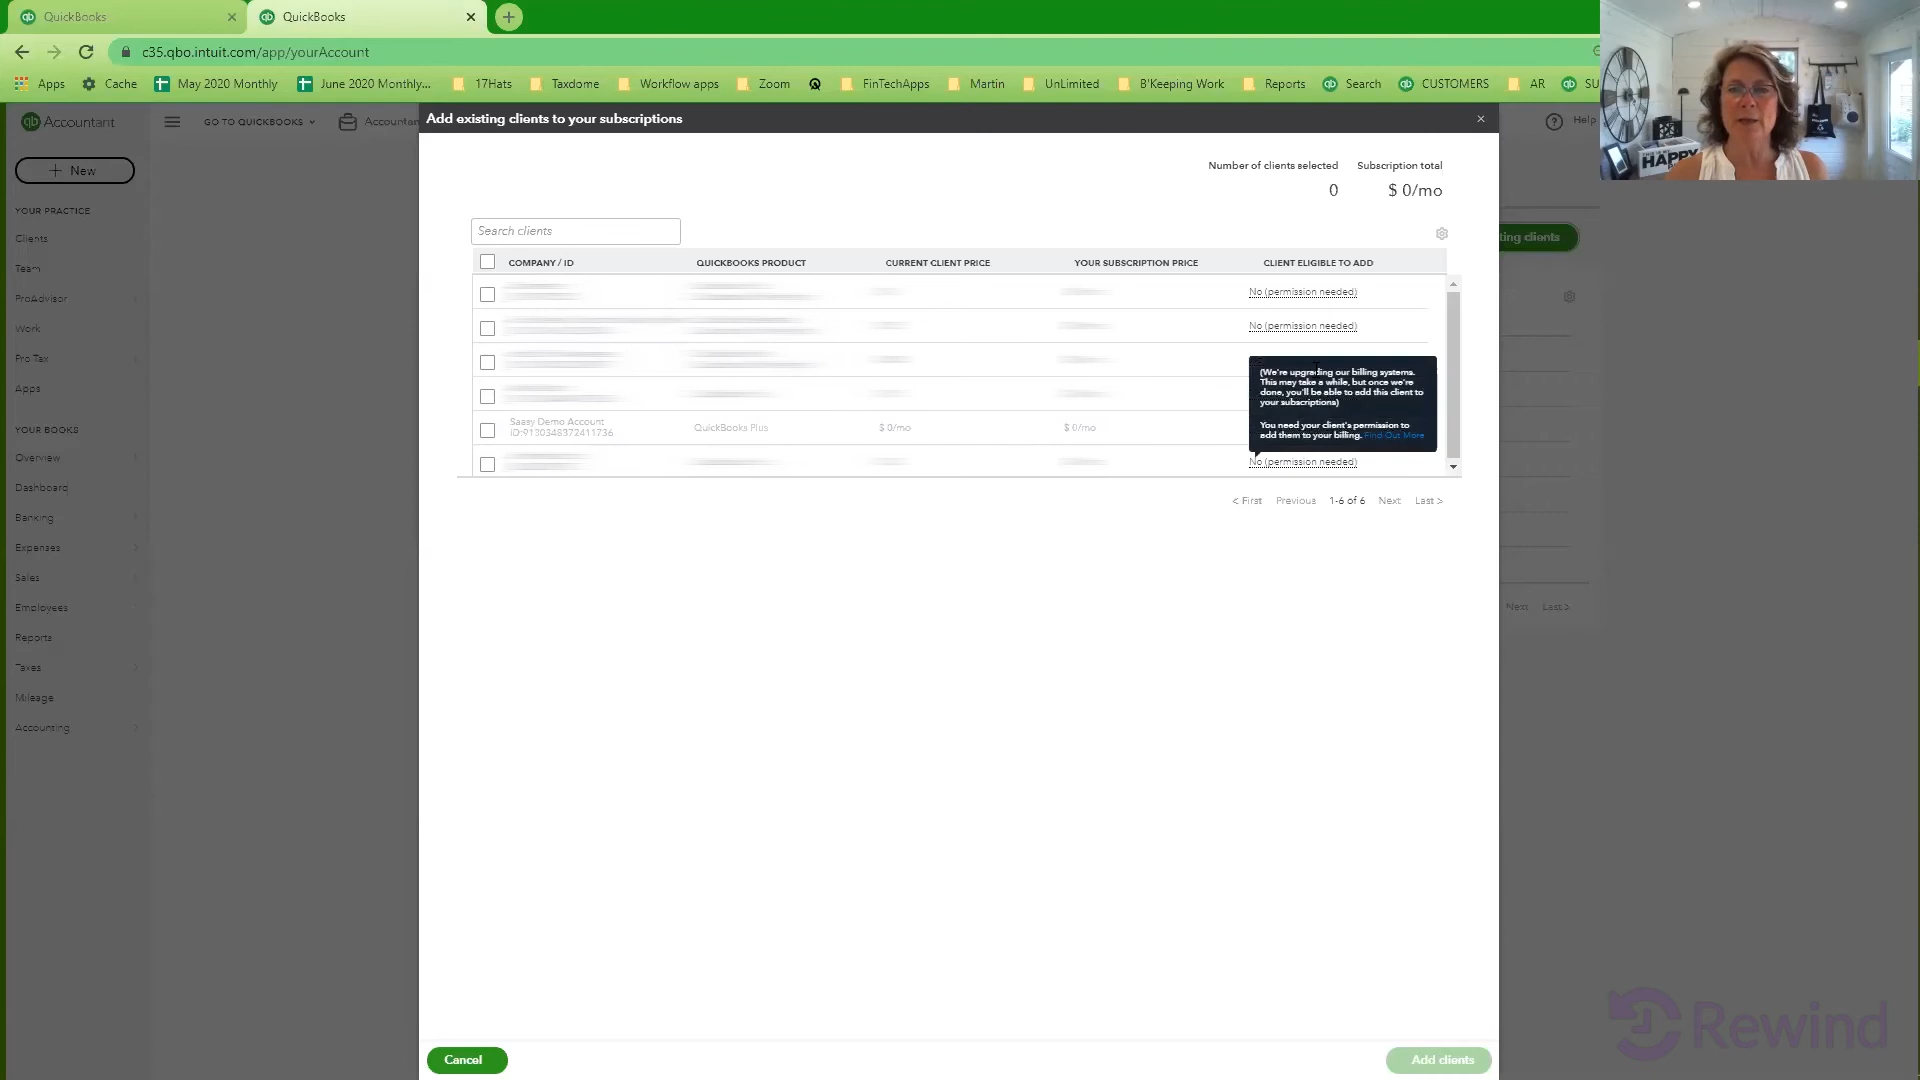 QuickBooks
QuickBooks
c35.qbo.intuit.com/app/yourAccount
Apps
Cache
May 2020 Monthly
June 2020 Monthly...
17Hats
Taxdome
Workflow apps
Zoom
FinTechApps
Martin
UnLimited
B'Keeping Work
Reports
Search
CUSTOMERS
AR
SU
HAPPY
Accountant
GO TO QUICKBOOKS
Accountan
Help
Add existing clients to your subscriptions
New
YOUR PRACTICE
Clients
Team
ProAdvisor
Work
Pro Tax
Apps
YOUR BOOKS
Overview
Dashboard
Banking
Expenses
Sales
Employees
Reports
Taxes
Mileage
Accounting
Number of clients selected
0
Subscription total
$ 0/mo
Search clients
ting clients
COMPANY / ID
QUICKBOOKS PRODUCT
CURRENT CLIENT PRICE
YOUR SUBSCRIPTION PRICE
CLIENT ELIGIBLE TO ADD
No (permission needed)
No (permission needed)
(We're upgrading our billing systems.
This may take a while, but once we're
done, you'll be able to add this client to
your subscriptions)
You need your client's permission to
add them to your billing. Find Out More
Saasy Demo Account
ID:9130348372411736
QuickBooks Plus
$ 0/mo
$ 0/mo
No (permission needed)
< First
Previous
1-6 of 6
Next
Last >
Next
Last >
Cancel
Add clients
Rewind